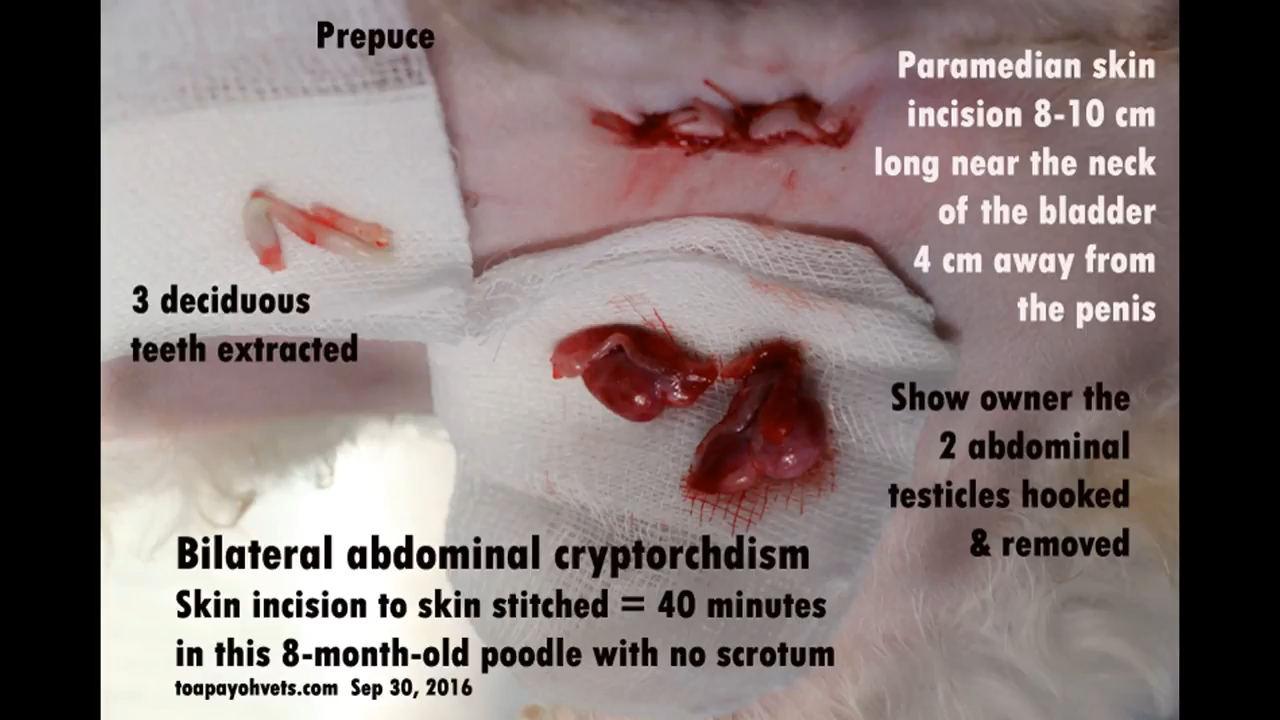 Prepuce
Paramedian skin
incision 8-10 cm
long near the neck
of the bladder
4 cm away from
the penis
3 deciduous
teeth extracted
Show owner the
2 abdominal
testicles hooked
& removed
Bilateral abdominal cryptorchdism
Skin incision to skin stitched = 40 minutes
in this 8-month-old poodle with no scrotum
toapayohvets.com Sep 30, 2016